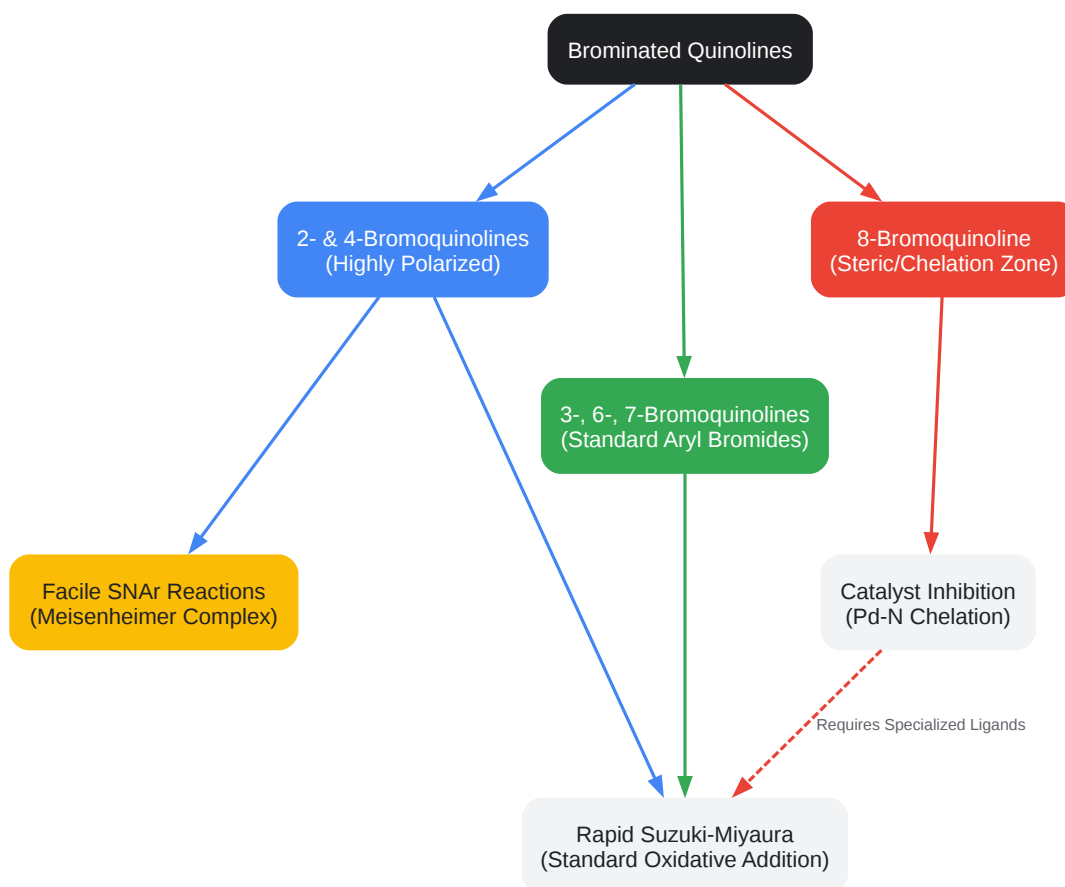 Brominated Quinolines
2- & 4-Bromoquinolines
(Highly Polarized)
8-Bromoquinoline
(Steric/Chelation Zone)
3-, 6-, 7-Bromoquinolines
(Standard Aryl Bromides)
Facile SNAr Reactions
(Meisenheimer Complex)
Catalyst Inhibition
(Pd-N Chelation)
Requires Specialized Ligands
Rapid Suzuki-Miyaura
(Standard Oxidative Addition)